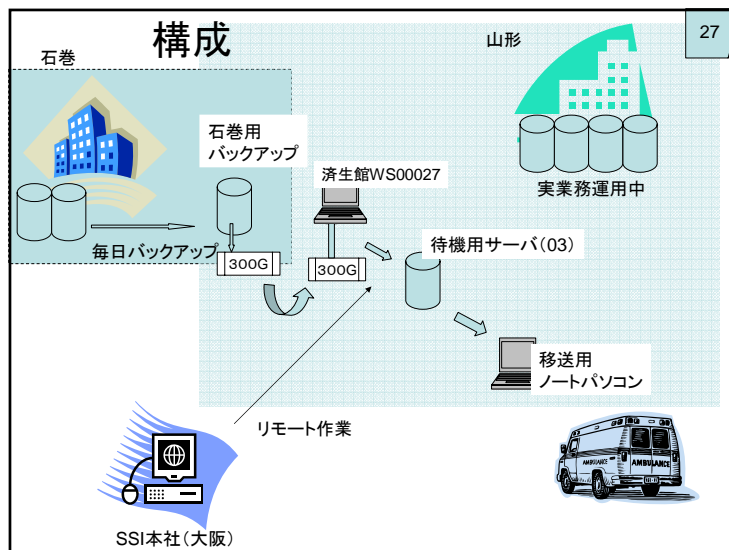 構成
27
石巻
山形
石巻用
バックアップ
済生館WS00027
実業務運用中
毎日バックアップ
300G
300G
待機用サーバ(03)
移送用
ノートパソコン
リモート作業
AMBULANCE
AMBULANCE
SSI本社(大阪)